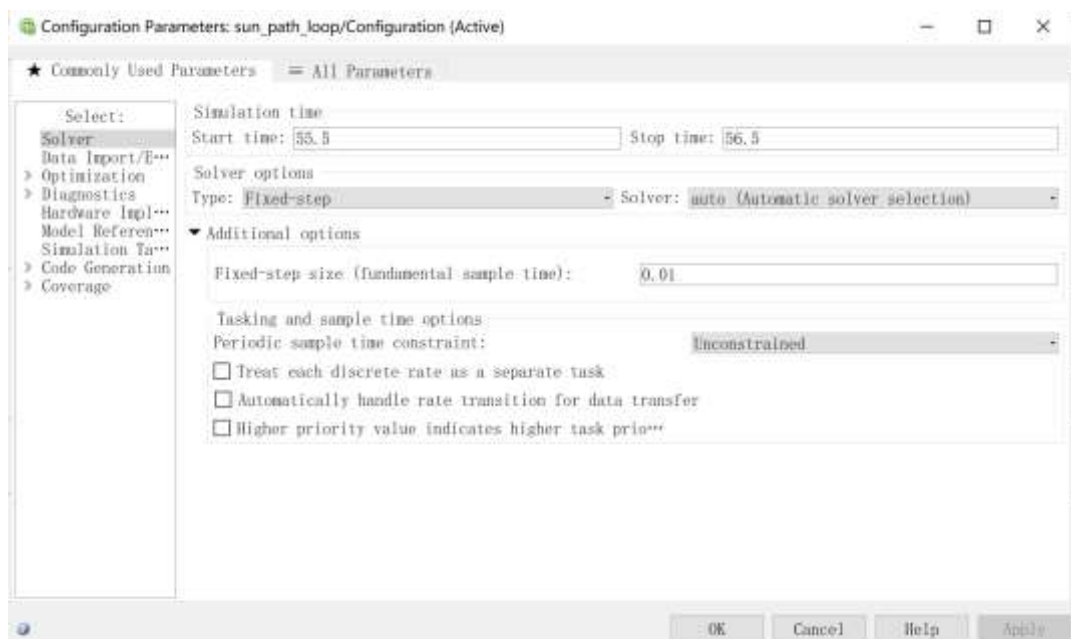 Configuration Parameters: sun_path_loop/Configuration (Active)
★ Commonly Used Parameters = All Parameters
Select:
Solver
Data Import/E…
Optimization
Diagnostics
Hardware Impl…
Model Referen…
Simulation Ta…
Code Generation
Coverage
Simulation time
Start time: 55.5 Stop time: 56.5
Solver options
Type: Fixed-step Solver: auto (Automatic solver selection)
Additional options
Fixed-step size (fundamental sample time): 0.01
Tasking and sample time options
Periodic sample time constraint: Unconstrained
Treat each discrete rate as a separate task
Automatically handle rate transition for data transfer
Higher priority value indicates higher task prio…
OK Cancel Help Apply